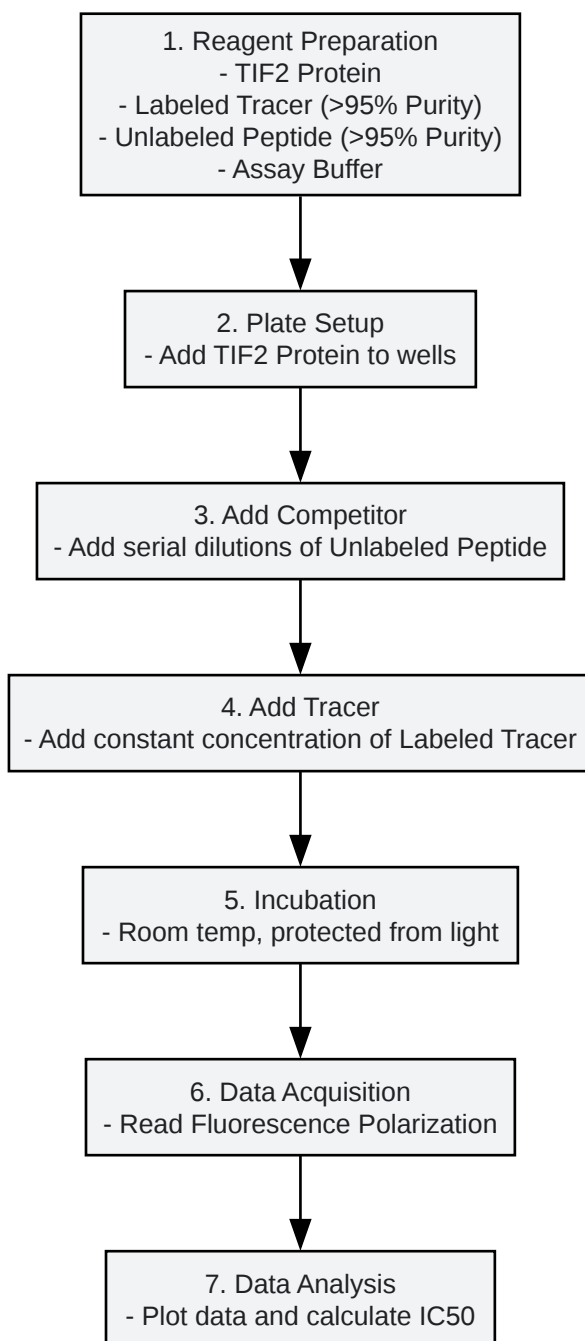 1. Reagent Preparation
- TIF2 Protein
- Labeled Tracer (>95% Purity)
- Unlabeled Peptide (>95% Purity)
- Assay Buffer
2. Plate Setup
- Add TIF2 Protein to wells
3. Add Competitor
- Add serial dilutions of Unlabeled Peptide
4. Add Tracer
- Add constant concentration of Labeled Tracer
5. Incubation
- Room temp, protected from light
6. Data Acquisition
- Read Fluorescence Polarization
7. Data Analysis
- Plot data and calculate IC50